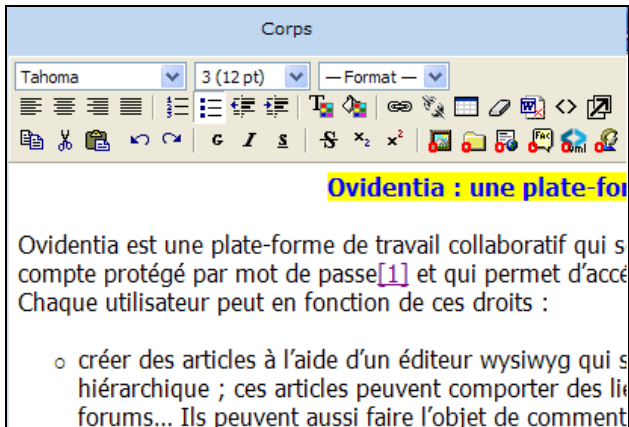 Corps
Tahoma 3 (12 pt) — Format —
G I S S x₂ x²
Ovidentia : une plate-for
Ovidentia est une plate-forme de travail collaboratif qui s
compte protégé par mot de passe[1] et qui permet d’accé
Chaque utilisateur peut en fonction de ces droits :
o créer des articles à l’aide d’un éditeur wysiwyg qui s
hiérarchique ; ces articles peuvent comporter des lie
forums... Ils peuvent aussi faire l’objet de comment